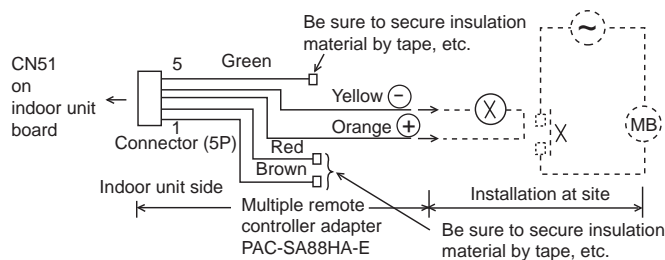 Be sure to secure insulation
material by tape, etc.
CN51
on
indoor unit
board
5
Green
Yellow −
Orange +
X
X
~
MB
1
Connector (5P)
Red
Brown
Indoor unit side
Installation at site
Multiple remote
controller adapter
PAC-SA88HA-E
Be sure to secure insulation
material by tape, etc.